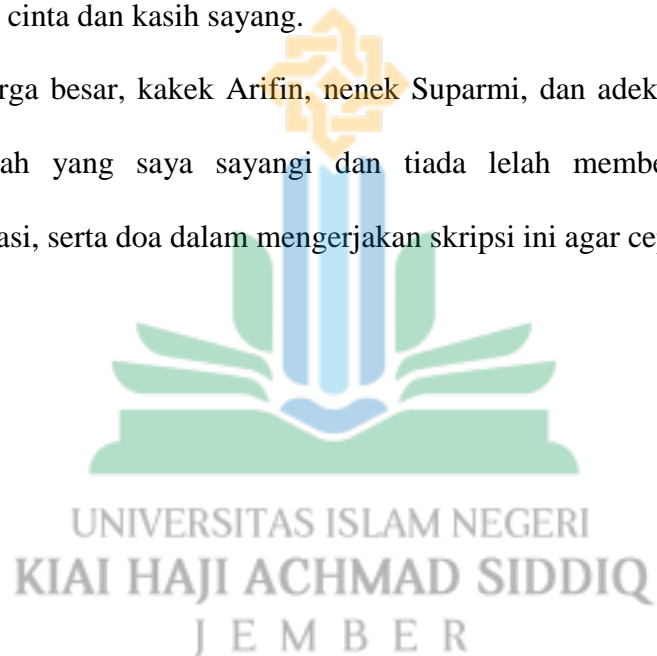 cinta dan kasih sayang.
rga besar, kakek Arifin, nenek Suparmi, dan adek
ah yang saya sayangi dan tiada lelah membe
asi, serta doa dalam mengerjakan skripsi ini agar ce
UNIVERSITAS ISLAM NEGERI
KIAI HAJI ACHMAD SIDDIQ
JEMBER